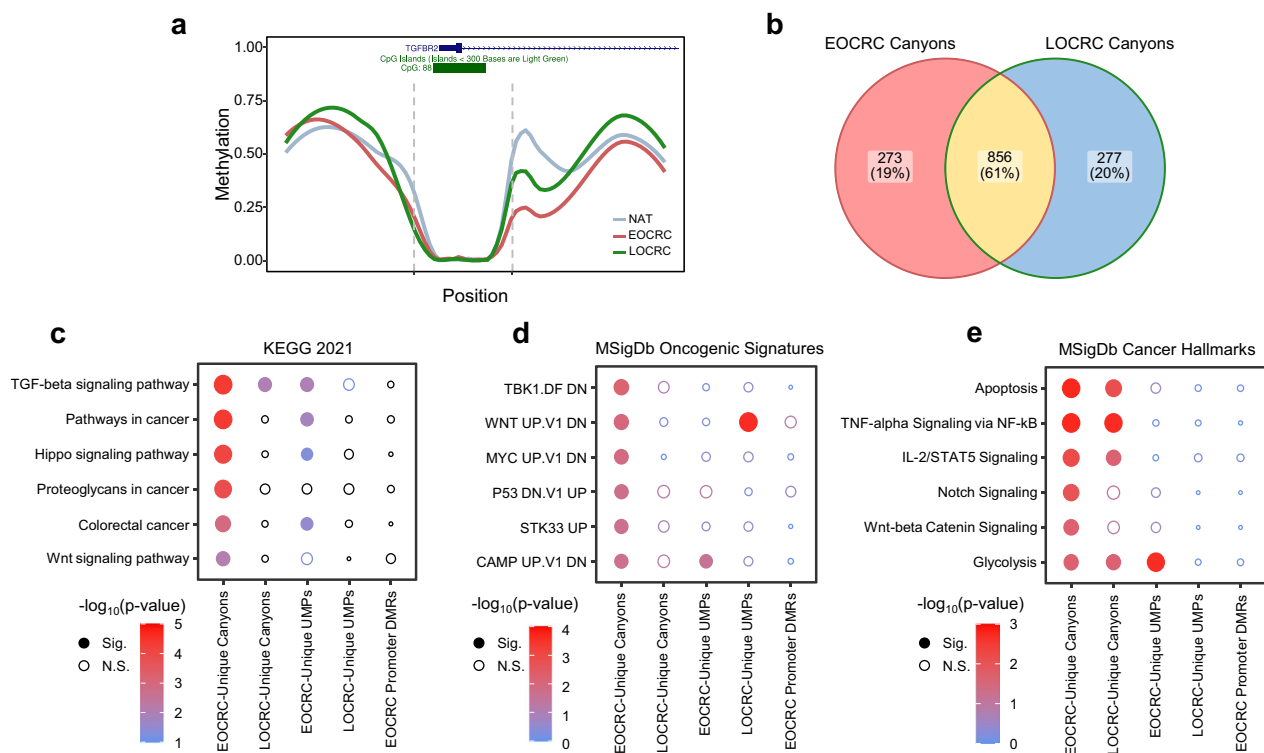 a
TGFBR2
CpG Islands (Islands < 300 Bases are Light Green)
CpG: 88
1.00
0.75
0.50
0.25
0.00
Methylation
Position
NAT
EOCRC
LOCRC
b
EOCRC Canyons
LOCRC Canyons
273
(19%)
856
(61%)
277
(20%)
c
KEGG 2021
TGF-beta signaling pathway
Pathways in cancer
Hippo signaling pathway
Proteoglycans in cancer
Colorectal cancer
Wnt signaling pathway
EOCRC-Unique Canyons
LOCRC-Unique Canyons
EOCRC-Unique UMPs
LOCRC-Unique UMPs
EOCRC Promoter DMRs
-log10(p-value)
Sig.
N.S.
5
4
3
2
1
d
MSigDb Oncogenic Signatures
TBK1.DF DN
WNT UP.V1 DN
MYC UP.V1 DN
P53 DN.V1 UP
STK33 UP
CAMP UP.V1 DN
EOCRC-Unique Canyons
LOCRC-Unique Canyons
EOCRC-Unique UMPs
LOCRC-Unique UMPs
EOCRC Promoter DMRs
-log10(p-value)
Sig.
N.S.
4
3
2
1
0
e
MSigDb Cancer Hallmarks
Apoptosis
TNF-alpha Signaling via NF-kB
IL-2/STAT5 Signaling
Notch Signaling
Wnt-beta Catenin Signaling
Glycolysis
EOCRC-Unique Canyons
LOCRC-Unique Canyons
EOCRC-Unique UMPs
LOCRC-Unique UMPs
EOCRC Promoter DMRs
-log10(p-value)
Sig.
N.S.
3
2
1
0